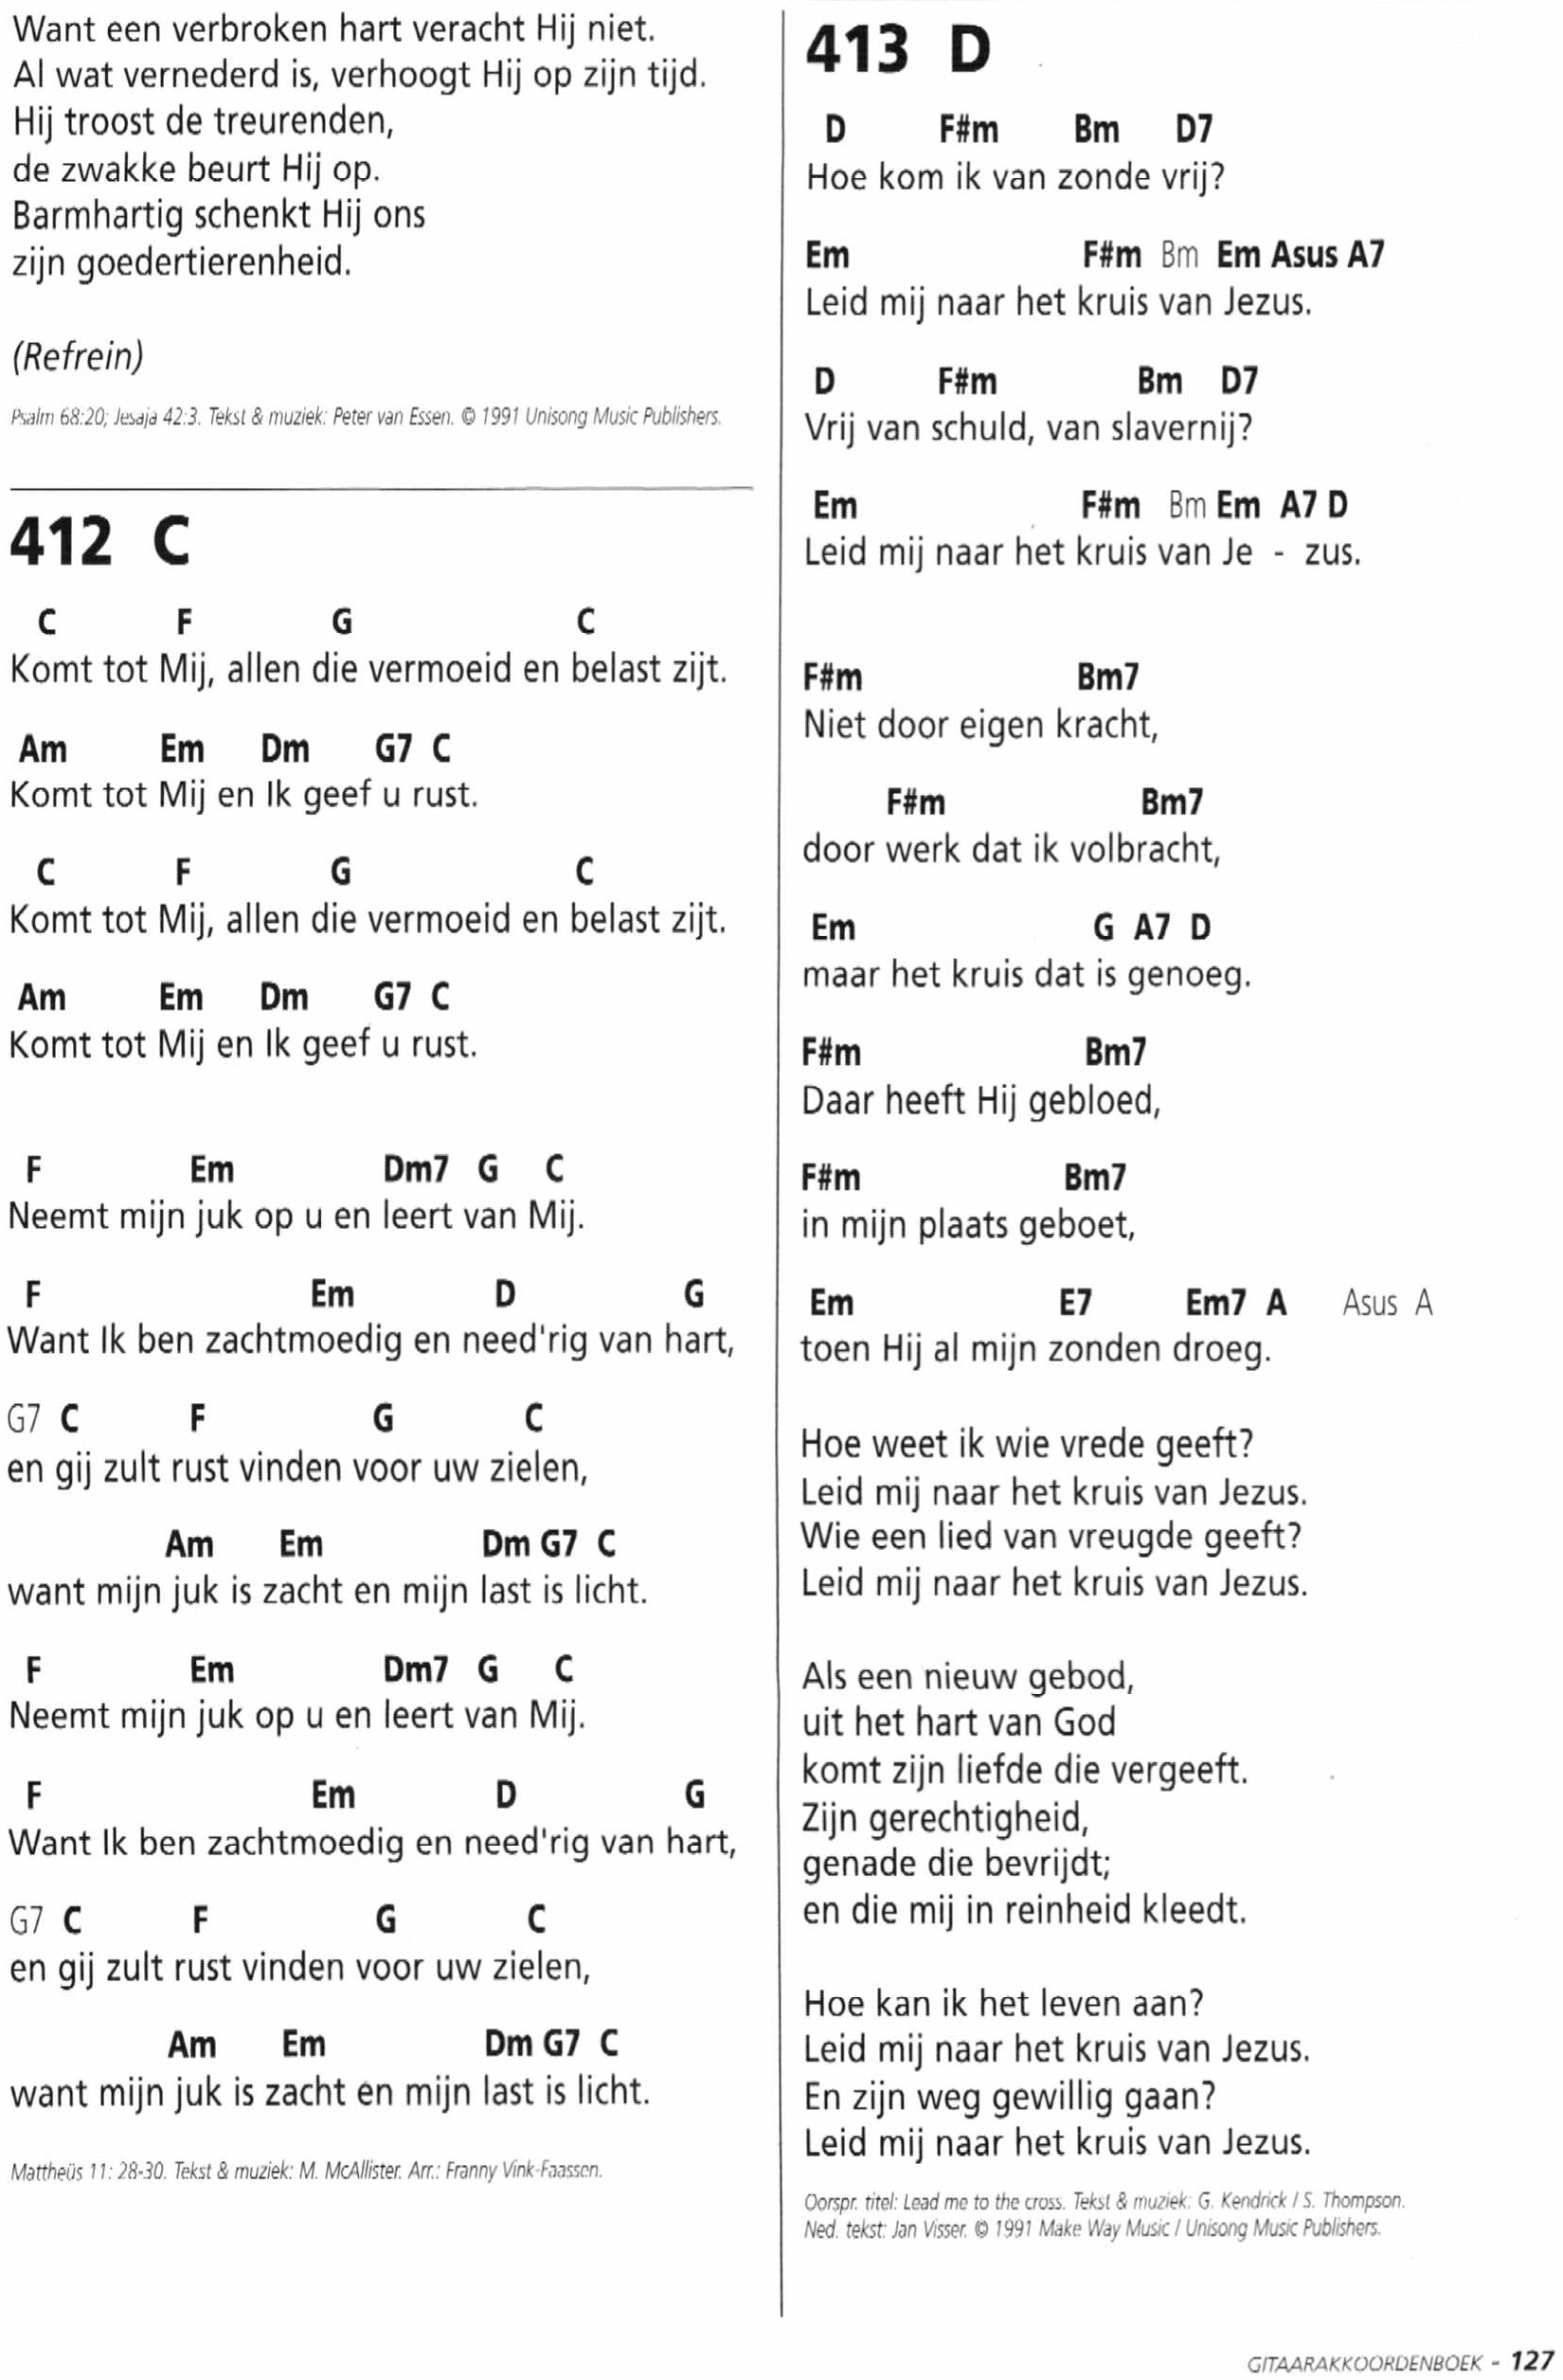 Want een verbroken hart veracht Hij niet.
Al wat vernederd is, verhoogt Hij op zijn tijd.
Hij troost de treurenden,
de zwakke beurt Hij op.
Barmhartig schenkt Hij ons
zijn goedertierenheid.
(Refrein)
Psalm 68:20; Jesaja 42:3. Tekst & muziek: Peter van Essen. © 1991 Unisong Music Publishers.
412 C
C F G C
Komt tot Mij, allen die vermoeid en belast zijt.
Am Em Dm G7 C
Komt tot Mij en Ik geef u rust.
C F G C
Komt tot Mij, allen die vermoeid en belast zijt.
Am Em Dm G7 C
Komt tot Mij en Ik geef u rust.
F Em Dm7 G C
Neemt mijn juk op u en leert van Mij.
F Em D G
Want Ik ben zachtmoedig en need'rig van hart,
G7 C F G C
en gij zult rust vinden voor uw zielen,
Am Em Dm G7 C
want mijn juk is zacht en mijn last is licht.
F Em Dm7 G C
Neemt mijn juk op u en leert van Mij.
F Em D G
Want Ik ben zachtmoedig en need'rig van hart,
G7 C F G C
en gij zult rust vinden voor uw zielen,
Am Em Dm G7 C
want mijn juk is zacht en mijn last is licht.
Mattheüs 11: 28-30. Tekst & muziek: M. McAllister. Arr.: Franny Vink-Faassen.
413 D
D F#m Bm D7
Hoe kom ik van zonde vrij?
Em F#m Bm Em Asus A7
Leid mij naar het kruis van Jezus.
D F#m Bm D7
Vrij van schuld, van slavernij?
Em F#m Bm Em A7 D
Leid mij naar het kruis van Je - zus.
F#m Bm7
Niet door eigen kracht,
F#m Bm7
door werk dat ik volbracht,
Em G A7 D
maar het kruis dat is genoeg.
F#m Bm7
Daar heeft Hij gebloed,
F#m Bm7
in mijn plaats geboet,
Em E7 Em7 A Asus A
toen Hij al mijn zonden droeg.
Hoe weet ik wie vrede geeft?
Leid mij naar het kruis van Jezus.
Wie een lied van vreugde geeft?
Leid mij naar het kruis van Jezus.
Als een nieuw gebod,
uit het hart van God
komt zijn liefde die vergeeft.
Zijn gerechtigheid,
genade die bevrijdt;
en die mij in reinheid kleedt.
Hoe kan ik het leven aan?
Leid mij naar het kruis van Jezus.
En zijn weg gewillig gaan?
Leid mij naar het kruis van Jezus.
Oorspr. titel: Lead me to the cross. Tekst & muziek: G. Kendrick / S. Thompson.
Ned. tekst: Jan Visser. © 1991 Make Way Music / Unisong Music Publishers.
GITAARAKKOORDENBOEK - 127